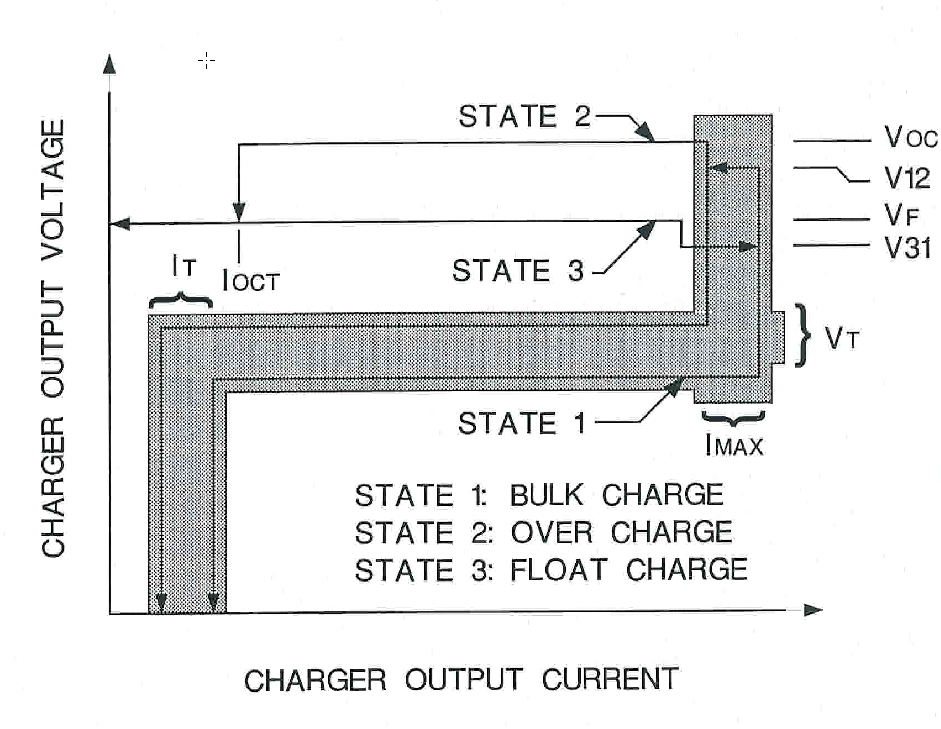 CHARGER OUTPUT VOLTAGE
STATE 2
VOC
V12
VF
V31
IT
IOCT
STATE 3
VT
STATE 1
IMAX
STATE 1: BULK CHARGE
STATE 2: OVER CHARGE
STATE 3: FLOAT CHARGE
CHARGER OUTPUT CURRENT